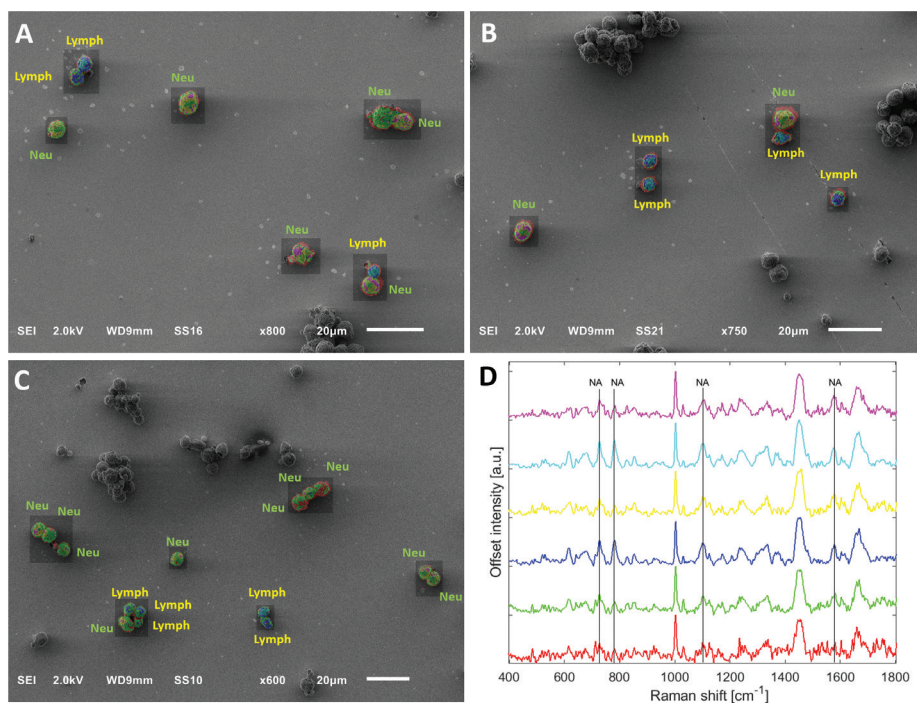 A
Lymph
Lymph
Neu
Neu
Neu
Neu
Neu
Lymph
Neu
SEI 2.0kV WD9mm SS16 x800 20µm
B
Neu
Lymph
Lymph
Lymph
Lymph
Neu
SEI 2.0kV WD9mm SS21 x750 20µm
C
Neu
Neu
Neu
Neu
Neu
Neu
Neu
Neu
Neu
Lymph
Lymph
Neu
Lymph
Lymph
Lymph
Neu
SEI 2.0kV WD9mm SS10 x600 20µm
D
NA NA NA NA
Offset intensity [a.u.]
400 600 800 1000 1200 1400 1600 1800
Raman shift [cm-1]